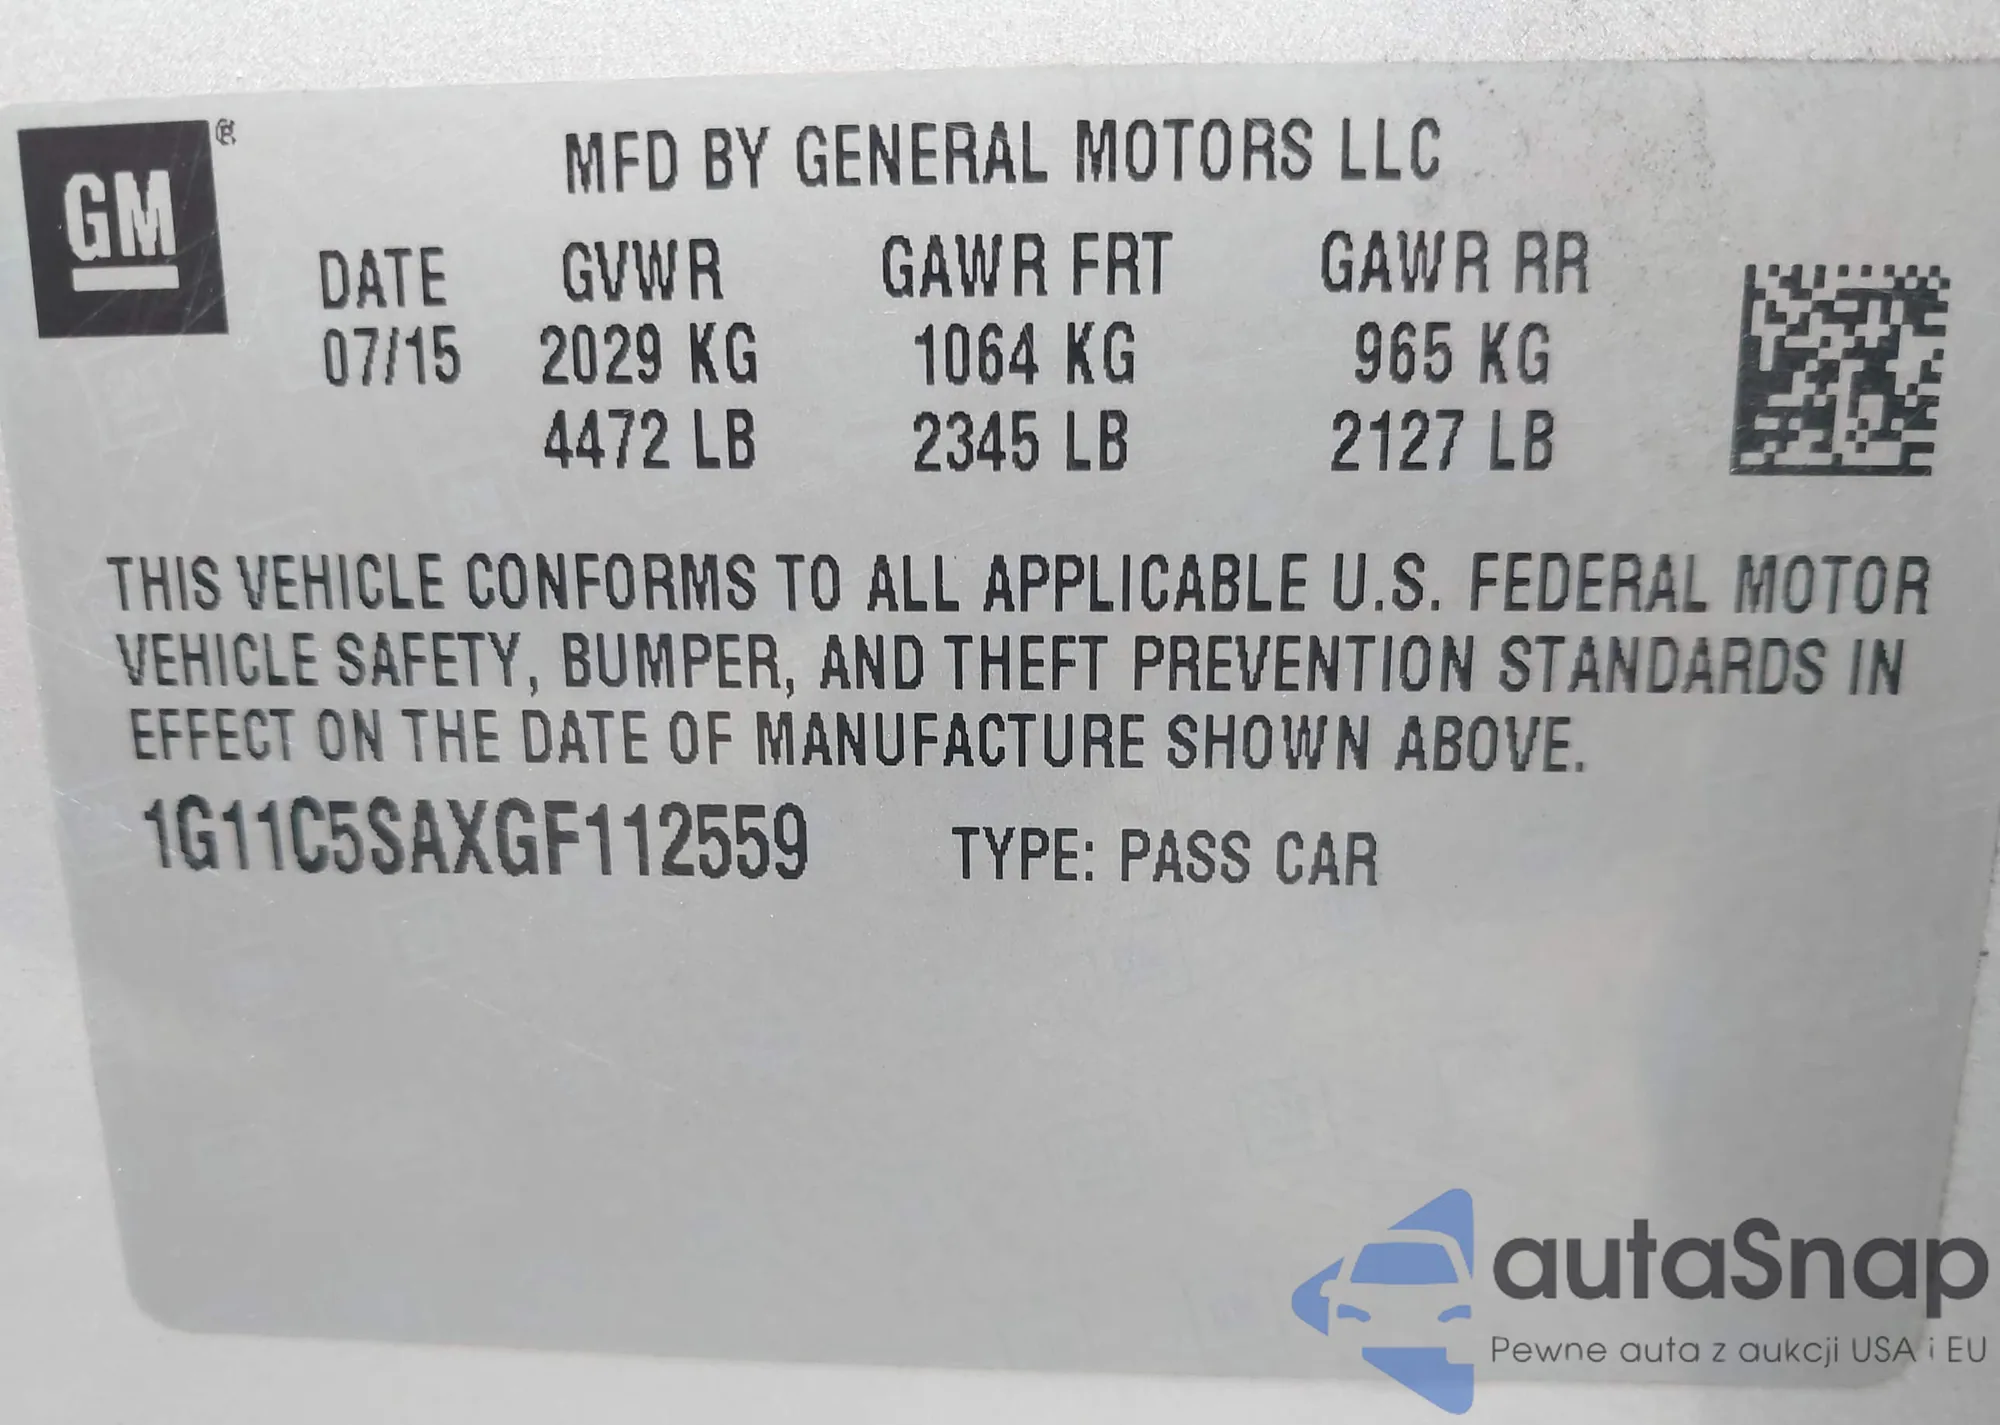 GM®
MFD BY GENERAL MOTORS LLC
DATE GVWR GAWR FRT GAWR RR
07/15 2029 KG 1064 KG 965 KG
4472 LB 2345 LB 2127 LB
THIS VEHICLE CONFORMS TO ALL APPLICABLE U.S. FEDERAL MOTOR
VEHICLE SAFETY, BUMPER, AND THEFT PREVENTION STANDARDS IN
EFFECT ON THE DATE OF MANUFACTURE SHOWN ABOVE.
1G11C5SAXGF112559 TYPE: PASS CAR
autaSnap
Pewne auta z aukcji USA i EU